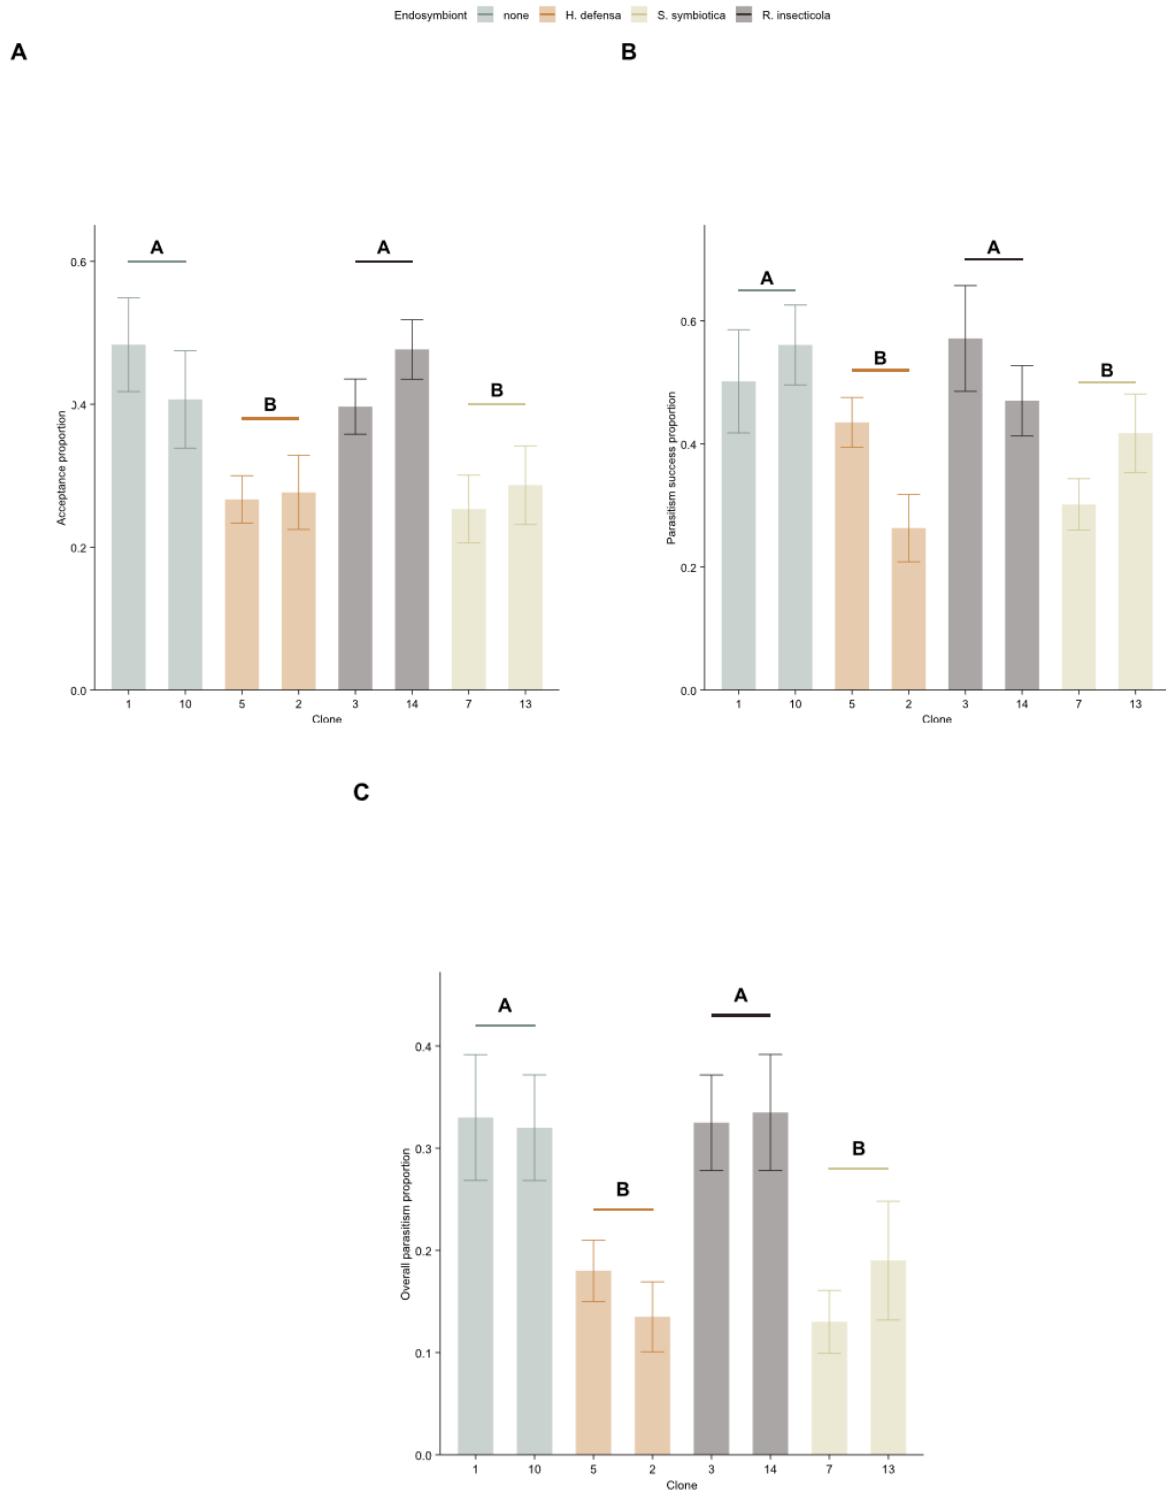 Endosymbiont none H. defensa S. symbiotica R. insecticola
A
B
A
A
B
B
0.6
3.4
0.2
0.0
Acceptance proportion
1 10 5 2 3 14 7 13
Clone
A
A
B
B
0.6
0.4
0.2
0.0
Parasitism success proportion
1 10 5 2 3 14 7 13
Clone
C
A
A
B
B
0.4
0.3
0.2
0.1
0.0
Overall parasitism proportion
1 10 5 2 3 14 7 13
Clone